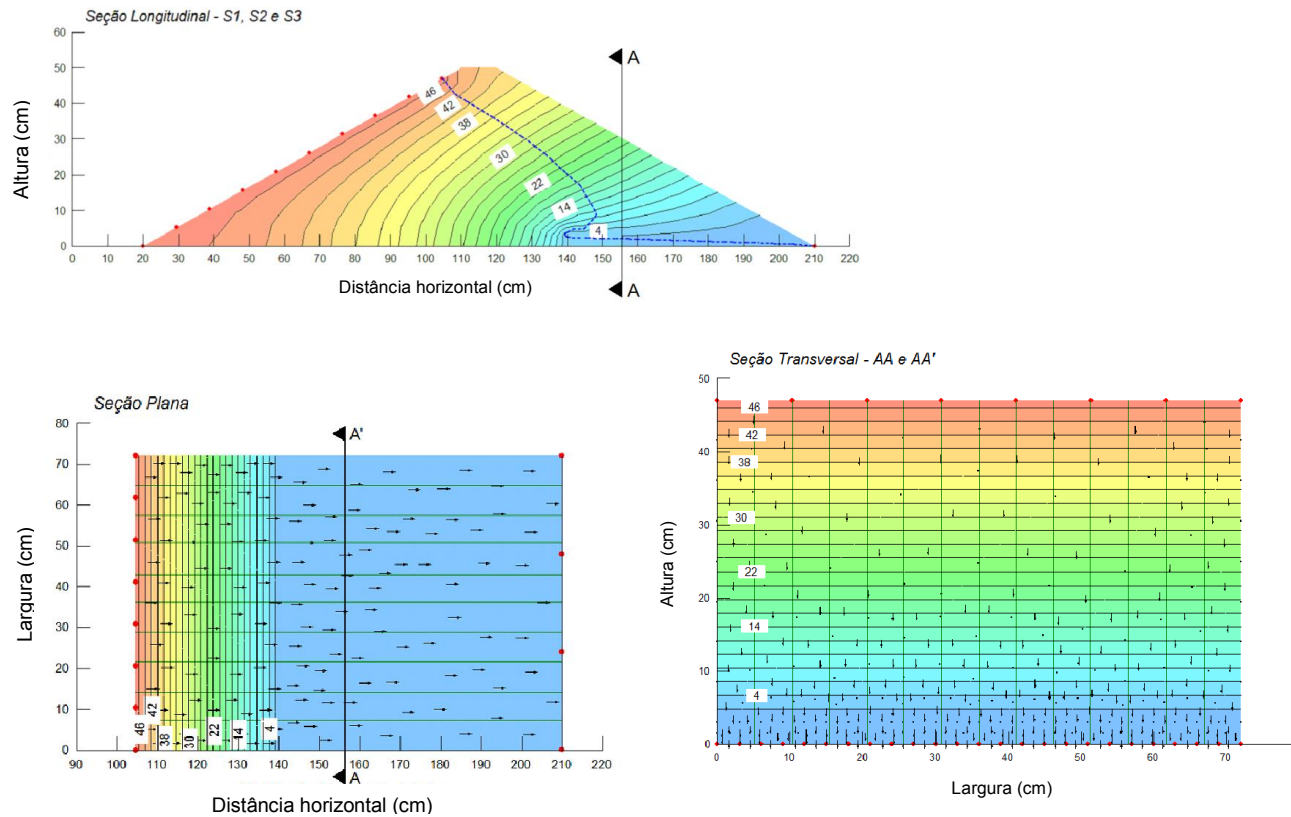 Seção Longitudinal - S1, S2 e S3
60
50
40
30
20
10
0
Altura (cm)
46
42
38
30
22
14
4
A
A
0 10 20 30 40 50 60 70 80 90 100 110 120 130 140 150 160 170 180 190 200 210 220
Distância horizontal (cm)
Seção Plana
80
70
60
50
40
30
20
10
0
Largura (cm)
A'
46 42 38 30 22 14 4
A
90 100 110 120 130 140 150 160 170 180 190 200 210 220
Distância horizontal (cm)
Seção Transversal - AA e AA'
50
40
30
20
10
0
Altura (cm)
46
42
38
30
22
14
4
0 10 20 30 40 50 60 70
Largura (cm)